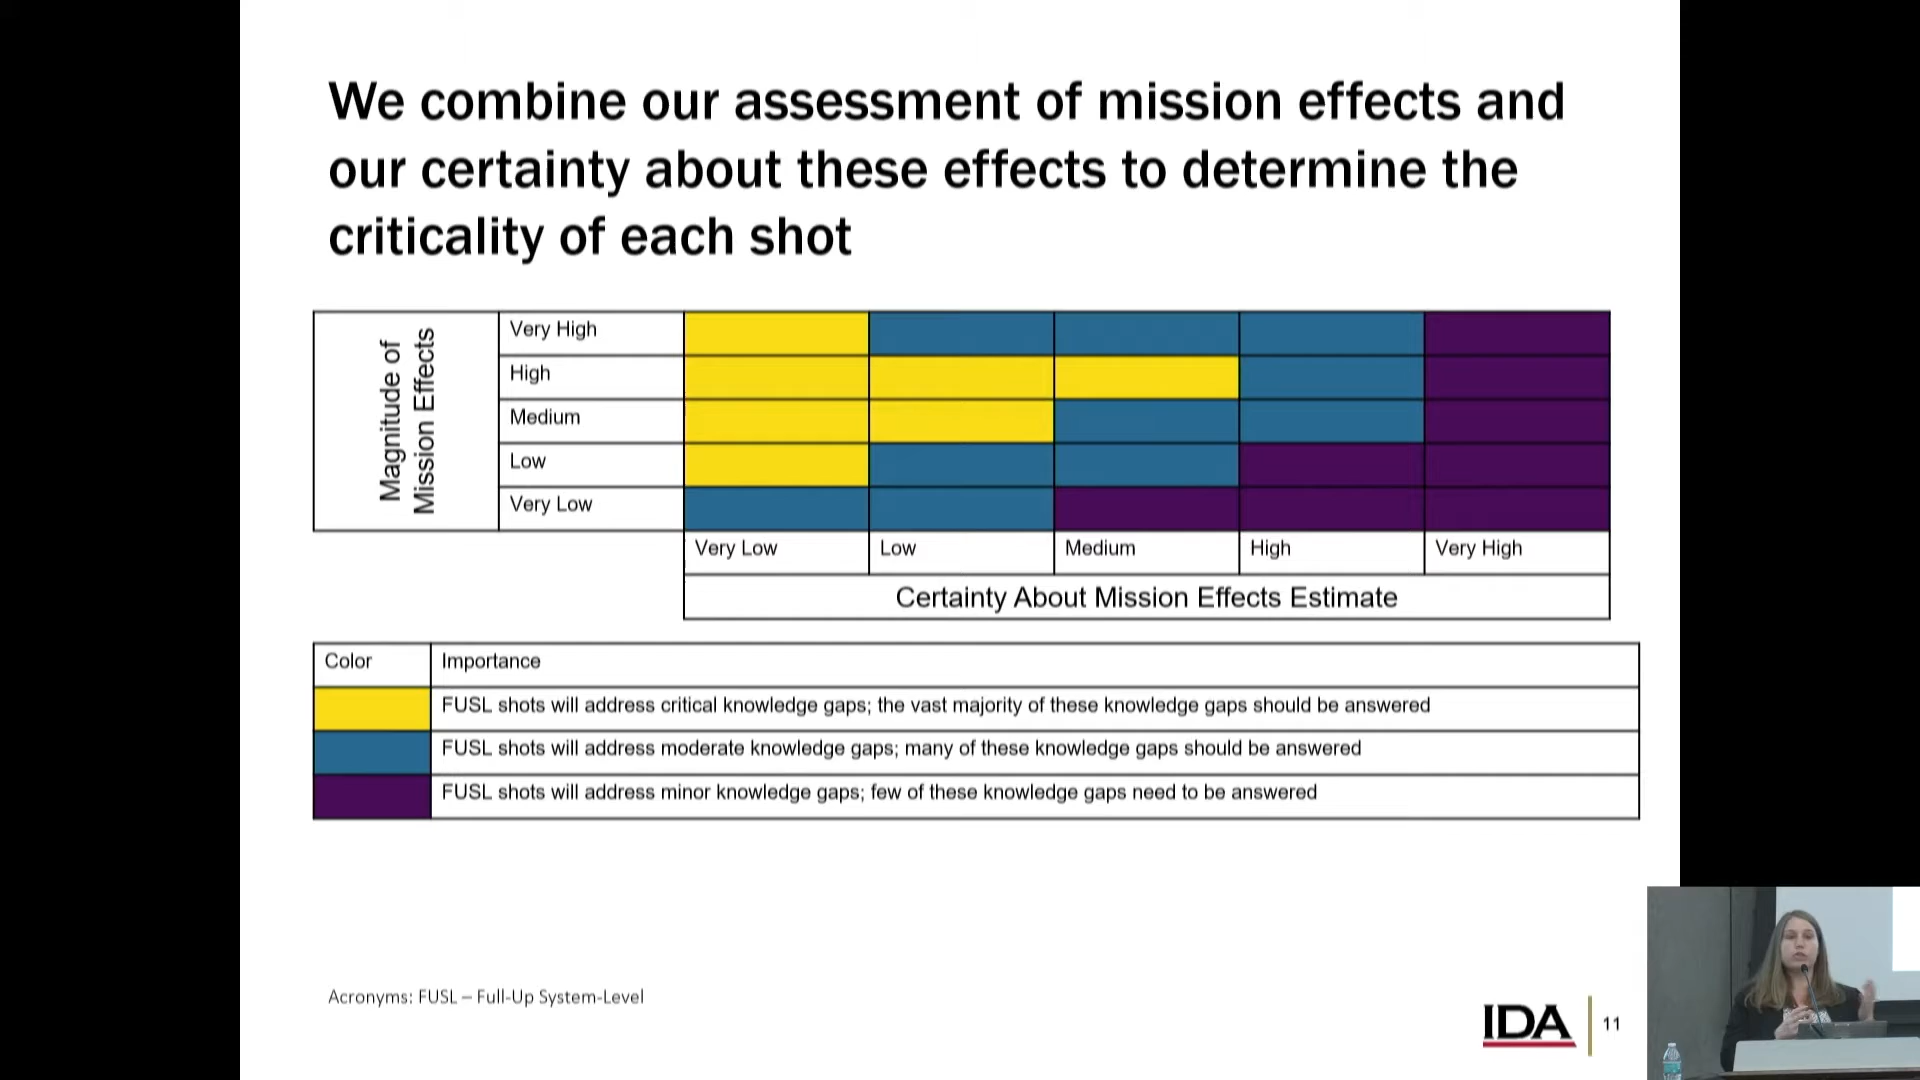 We combine our assessment of mission effects and
our certainty about these effects to determine the
criticality of each shot
Magnitude of
Mission Effects
Very High
High
Medium
Low
Very Low
Very Low
Low
Medium
High
Very High
Certainty About Mission Effects Estimate
Color
Importance
FUSL shots will address critical knowledge gaps; the vast majority of these knowledge gaps should be answered
FUSL shots will address moderate knowledge gaps; many of these knowledge gaps should be answered
FUSL shots will address minor knowledge gaps; few of these knowledge gaps need to be answered
Acronyms: FUSL – Full-Up System-Level
IDA
11